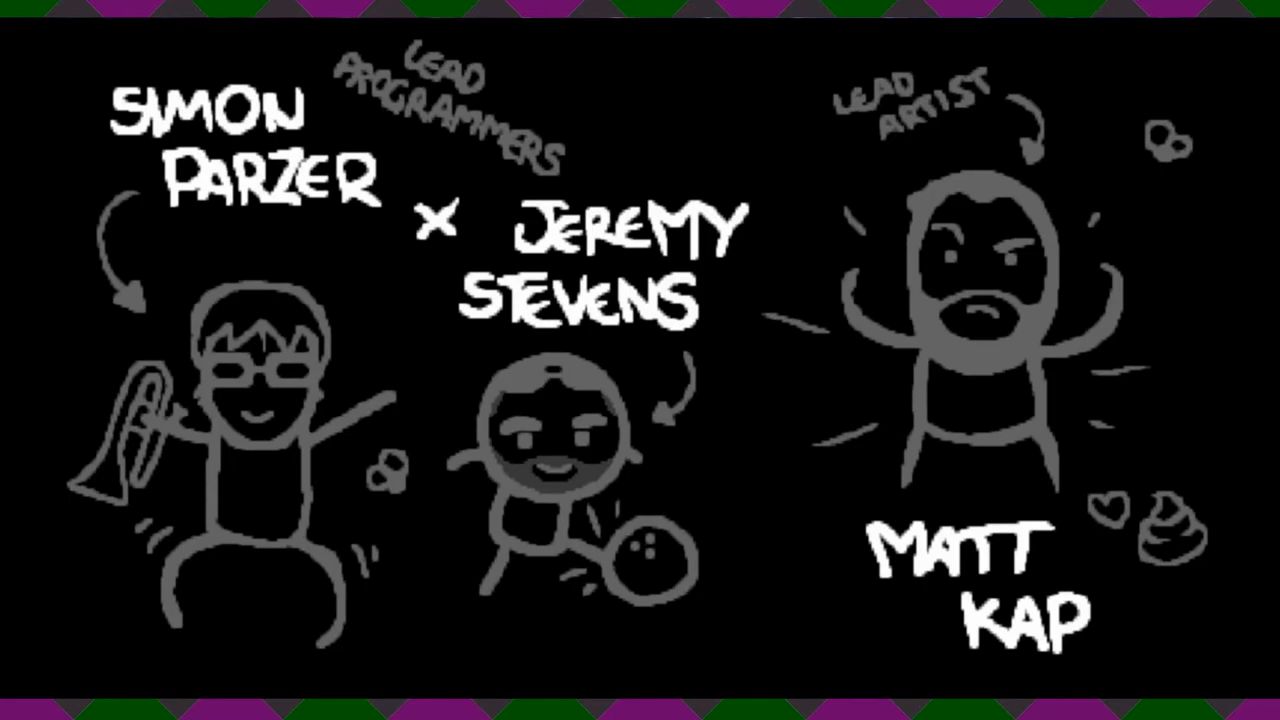 LEAD
PROGRAMMERS
SIMON
PARZER
x JEREMY
STEVENS
LEAD
ARTIST
MATT
KAP